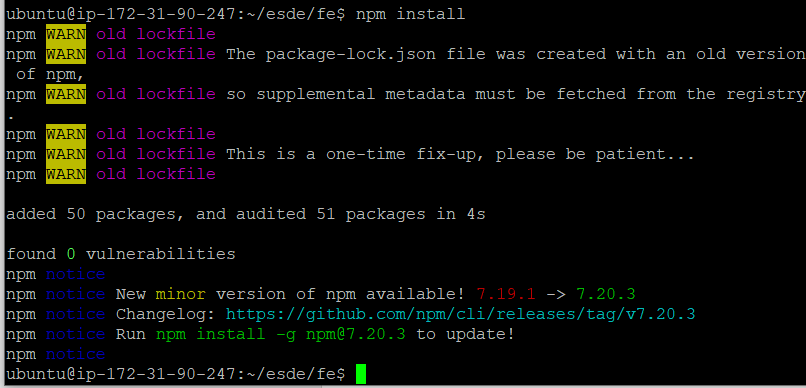 ubuntu@ip-172-31-90-247:~/esde/fe$ npm install
npm WARN old lockfile
npm WARN old lockfile The package-lock.json file was created with an old version
 of npm,
npm WARN old lockfile so supplemental metadata must be fetched from the registry
.
npm WARN old lockfile
npm WARN old lockfile This is a one-time fix-up, please be patient...
npm WARN old lockfile

added 50 packages, and audited 51 packages in 4s

found 0 vulnerabilities
npm notice
npm notice New minor version of npm available! 7.19.1 -> 7.20.3
npm notice Changelog: https://github.com/npm/cli/releases/tag/v7.20.3
npm notice Run npm install -g npm@7.20.3 to update!
npm notice
ubuntu@ip-172-31-90-247:~/esde/fe$